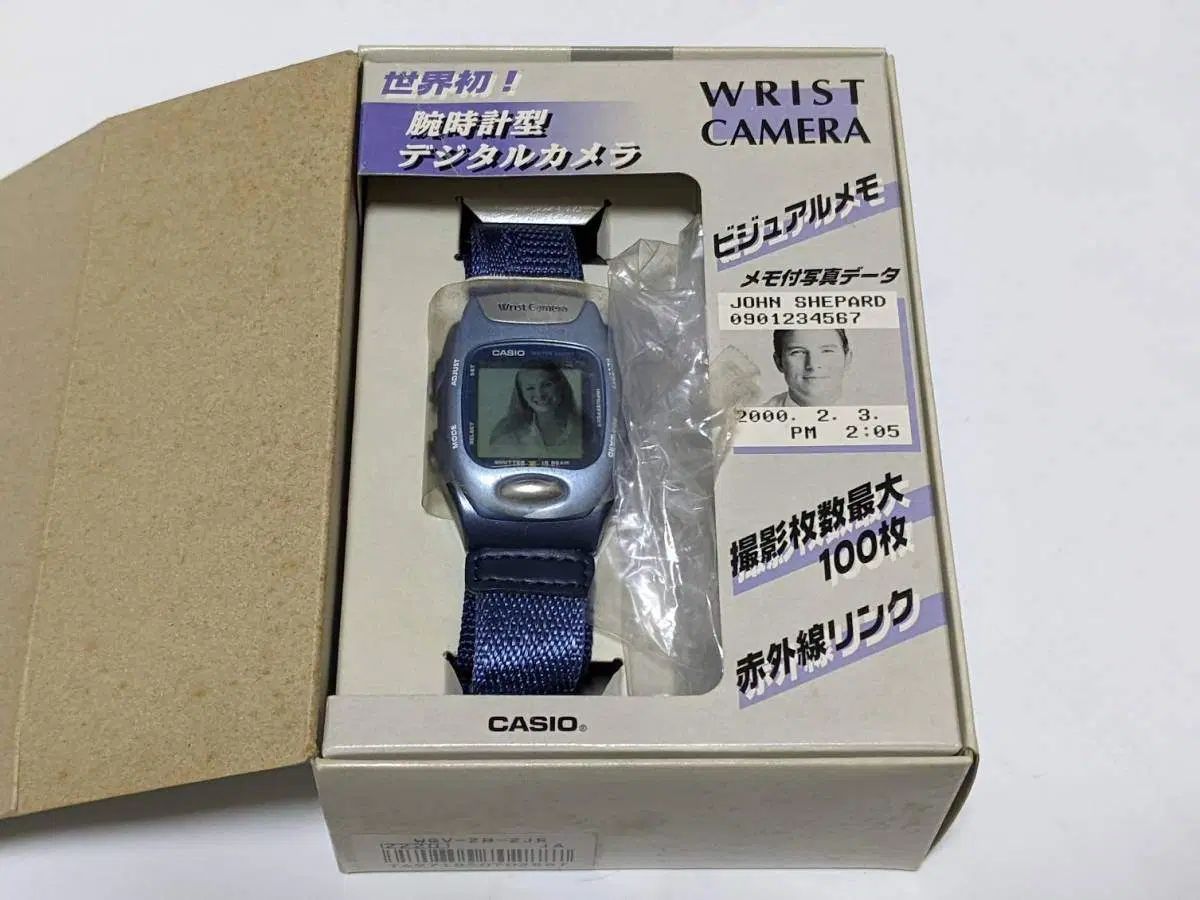 世界初!
腕時計型
デジタルカメラ
WRIST
CAMERA
ビジュアルメモ
メモ付写真データ
JOHN SHEPARD
0901234567
2000. 2. 3.
PM 2:05
撮影枚数最大
100枚
赤外線リンク
Wrist Camera
CASIO
ADJUST
SET
MODE
SELECT
CASIO®